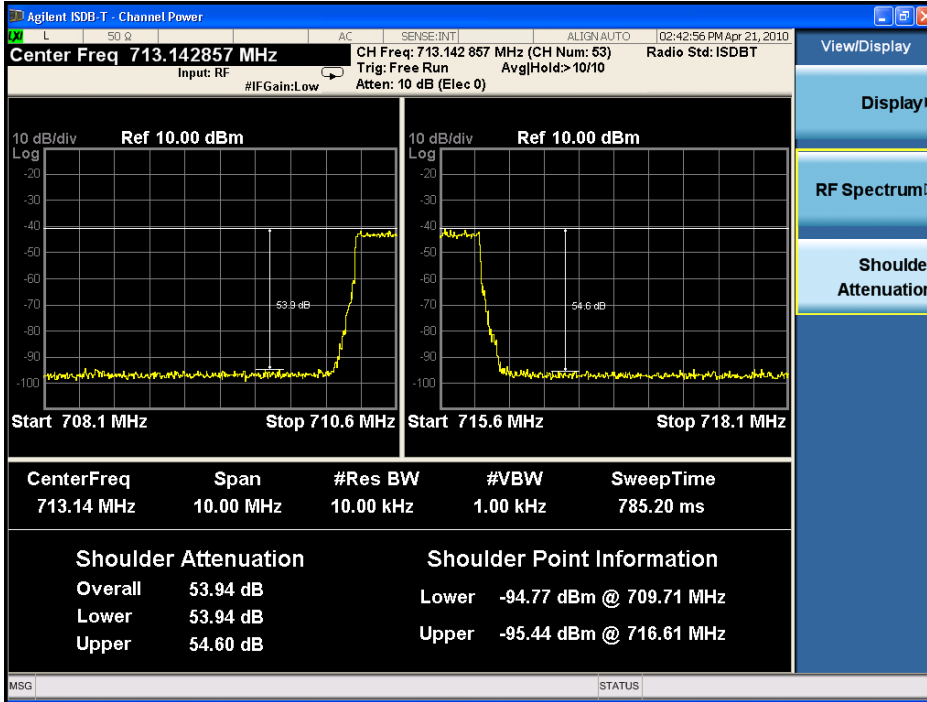 Agilent ISDB-T - Channel Power
LXI L 50 Ω AC SENSE:INT ALIGN AUTO 02:42:56 PM Apr 21, 2010
Center Freq 713.142857 MHz
Input: RF
#IFGain:Low
CH Freq: 713.142 857 MHz (CH Num: 53)
Trig: Free Run Avg|Hold:> 10/10
Atten: 10 dB (Elec 0)
Radio Std: ISDBT
View/Display
Display
RF Spectrum
Shoulde
Attenuation
10 dB/div Ref 10.00 dBm
Log
-20
-30
-40
-50
-60
-70
-80
-90
-100
53.9 dB
Start 708.1 MHz Stop 710.6 MHz
10 dB/div Ref 10.00 dBm
Log
-20
-30
-40
-50
-60
-70
-80
-90
-100
54.6 dB
Start 715.6 MHz Stop 718.1 MHz
CenterFreq Span #Res BW #VBW SweepTime
713.14 MHz 10.00 MHz 10.00 kHz 1.00 kHz 785.20 ms
Shoulder Attenuation
Overall 53.94 dB
Lower 53.94 dB
Upper 54.60 dB
Shoulder Point Information
Lower -94.77 dBm @ 709.71 MHz
Upper -95.44 dBm @ 716.61 MHz
MSG STATUS